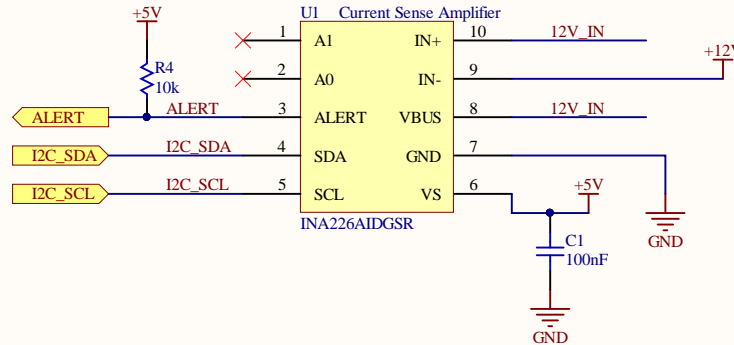 +5V
U1 Current Sense Amplifier
R4
10k
1 A1 IN+ 10 12V_IN
2 A0 IN- 9 +12V
ALERT ALERT 3 ALERT VBUS 8 12V_IN
I2C_SDA I2C_SDA 4 SDA GND 7
I2C_SCL I2C_SCL 5 SCL VS 6 +5V
INA226AIDGSR
GND
C1
100nF
GND